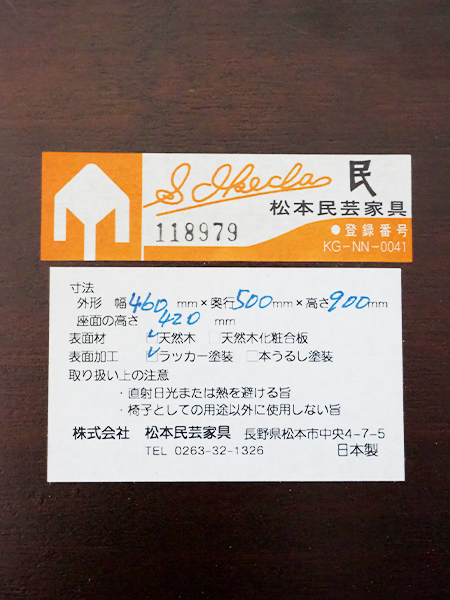 S Ikeda 民
松本民芸家具
118979
●登録番号
KG-NN-0041
寸法
外形 幅460mm×奥行500mm×高さ900mm
座面の高さ 420 mm
表面材 ☑天然木 □天然木化粧合板
表面加工 ☑ラッカー塗装 □本うるし塗装
取り扱い上の注意
・直射日光または熱を避ける旨
・椅子としての用途以外に使用しない旨
株式会社 松本民芸家具 長野県松本市中央4-7-5
TEL 0263-32-1326 日本製